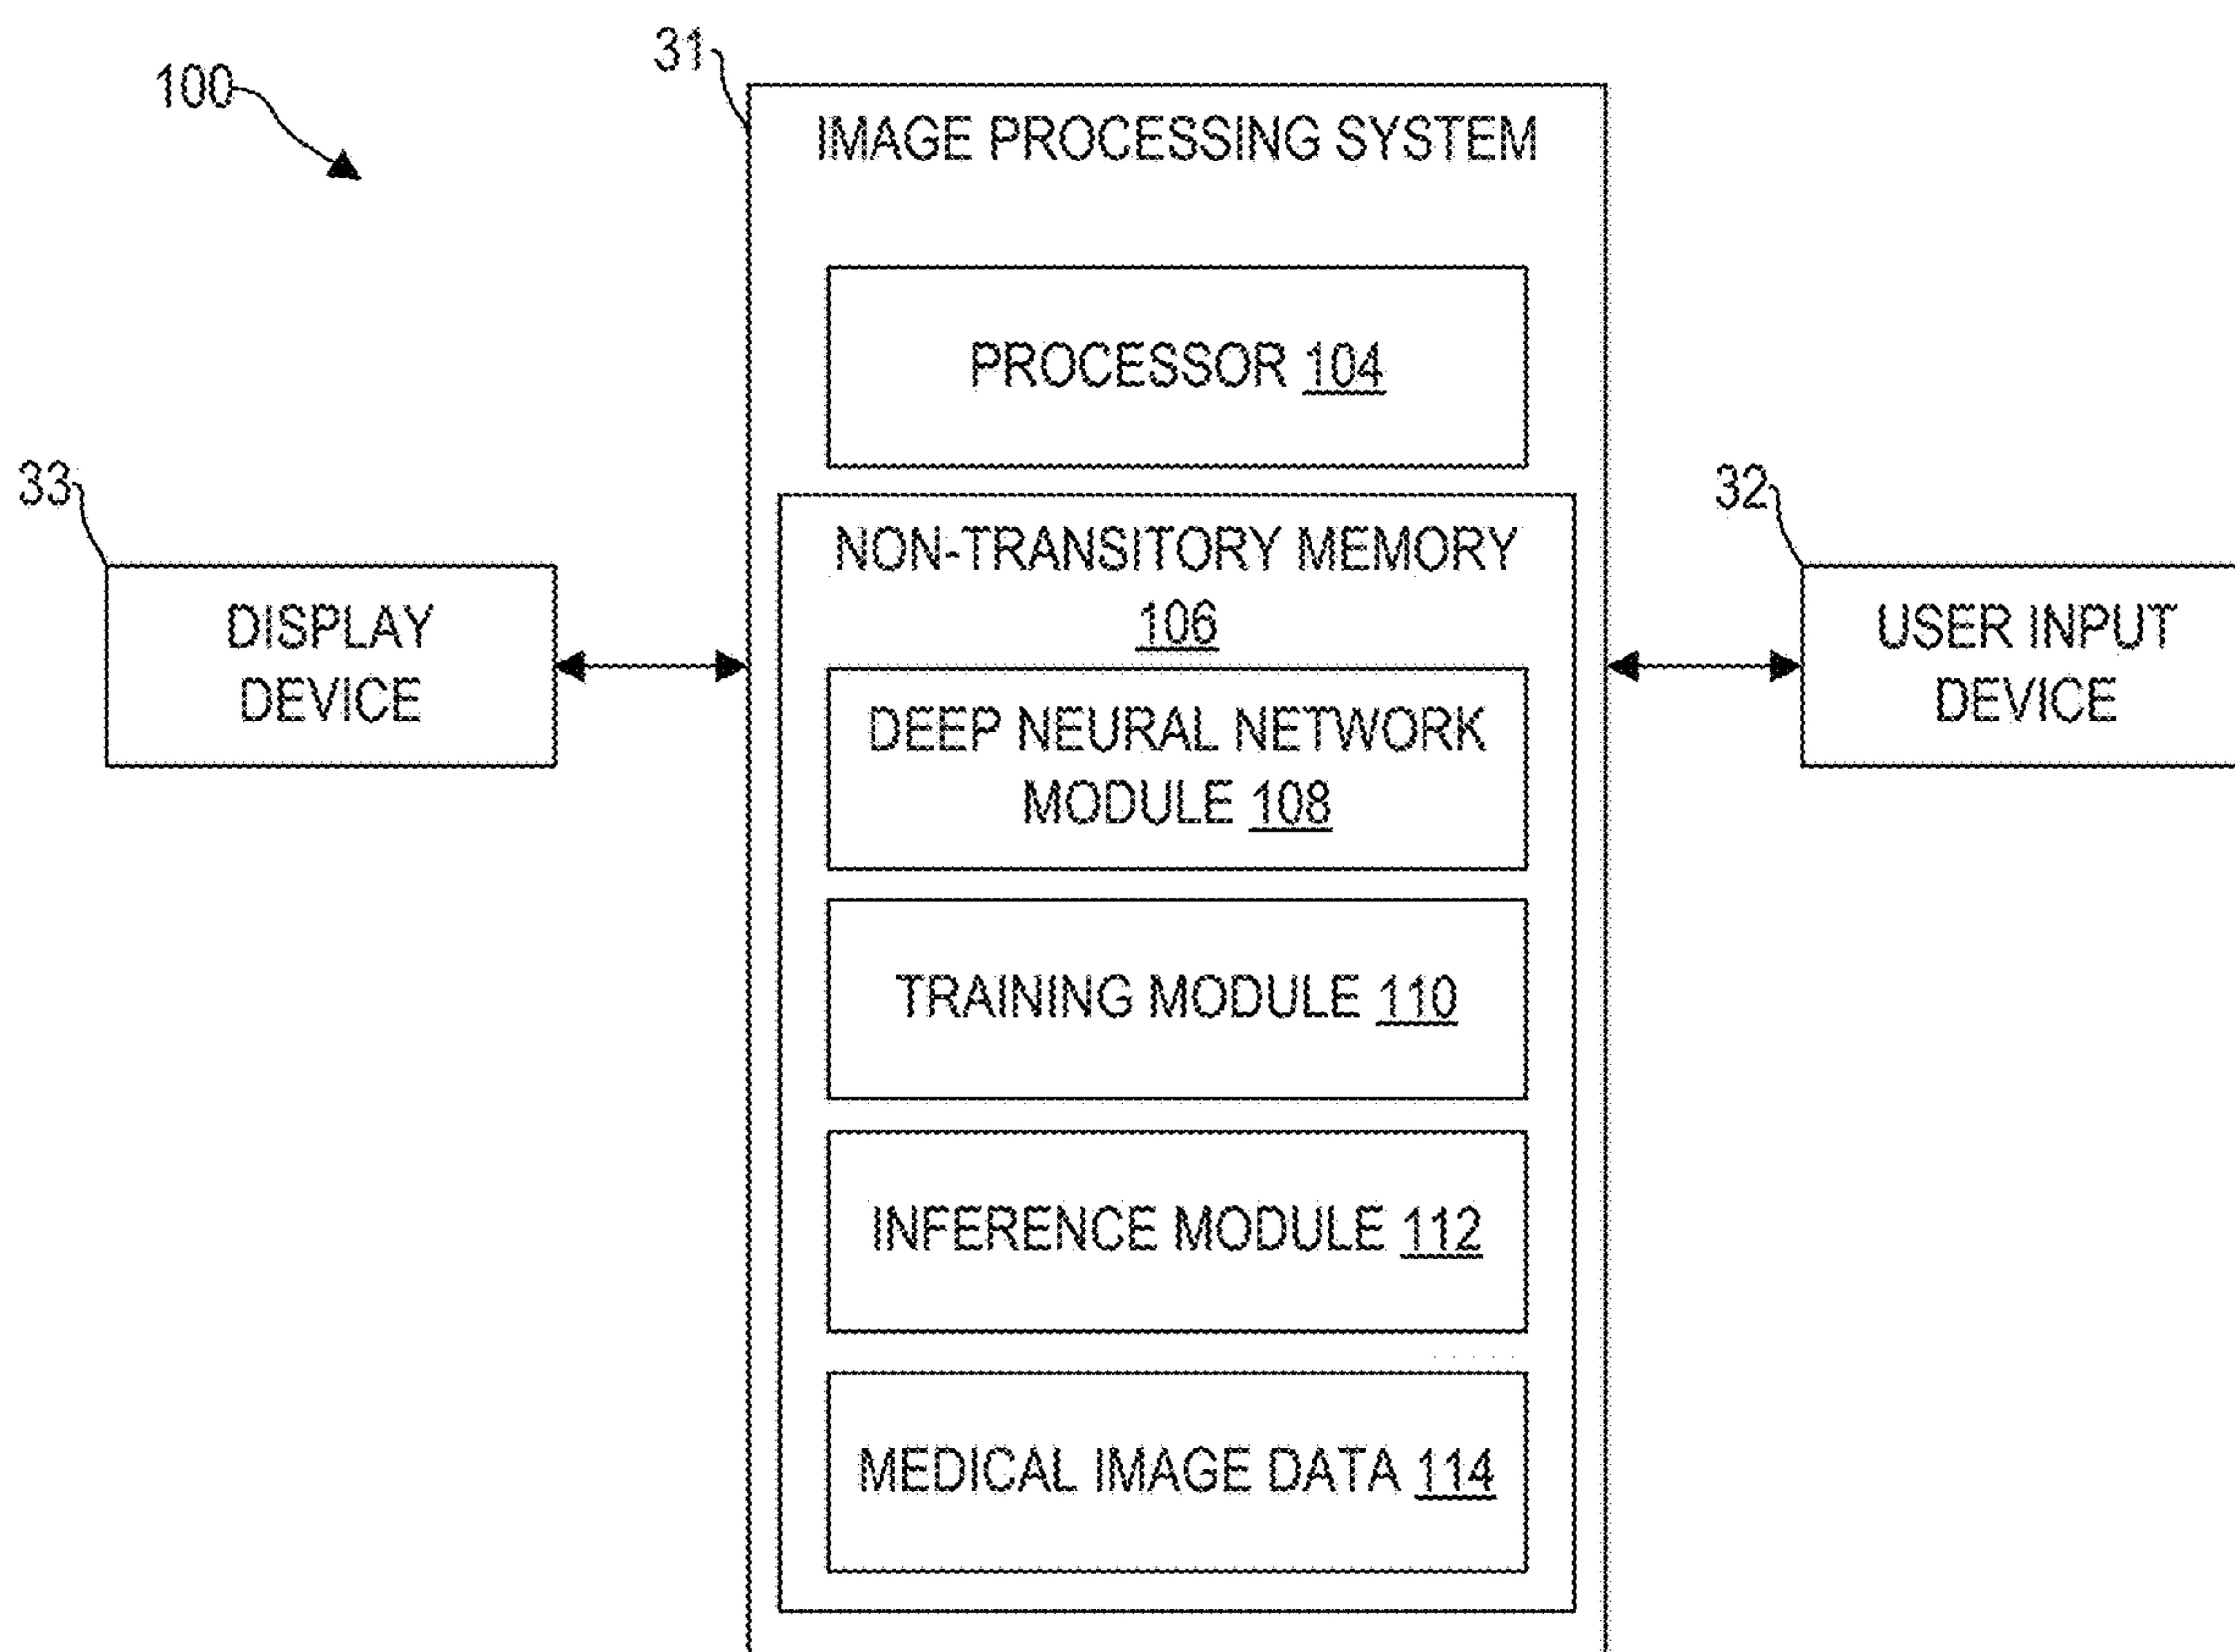 100
31
IMAGE PROCESSING SYSTEM
PROCESSOR 104
33
DISPLAY
DEVICE
NON-TRANSITORY MEMORY
106
DEEP NEURAL NETWORK
MODULE 108
TRAINING MODULE 110
INFERENCE MODULE 112
MEDICAL IMAGE DATA 114
32
USER INPUT
DEVICE